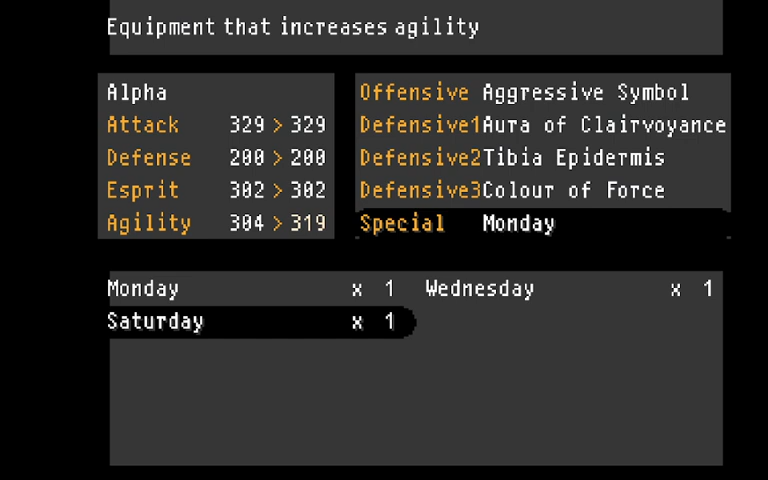 Equipment that increases agility
Alpha
Attack 329 > 329
Defense 200 > 200
Esprit 302 > 302
Agility 304 > 319
Offensive Aggressive Symbol
Defensive1 Aura of Clairvoyance
Defensive2 Tibia Epidermis
Defensive3 Colour of Force
Special Monday
Monday x 1 Wednesday x 1
Saturday x 1